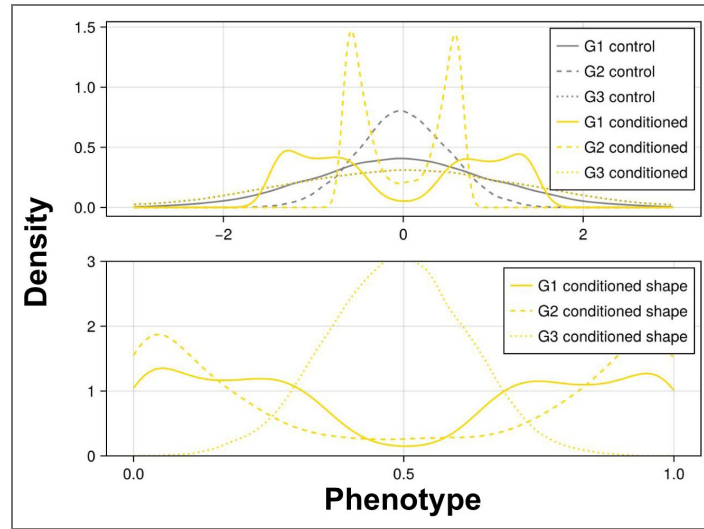 1.5
1.0
0.5
0.0
−2
0
2
G1 control
G2 control
G3 control
G1 conditioned
G2 conditioned
G3 conditioned
Density
3
2
1
0
0.0
0.5
1.0
G1 conditioned shape
G2 conditioned shape
G3 conditioned shape
Phenotype